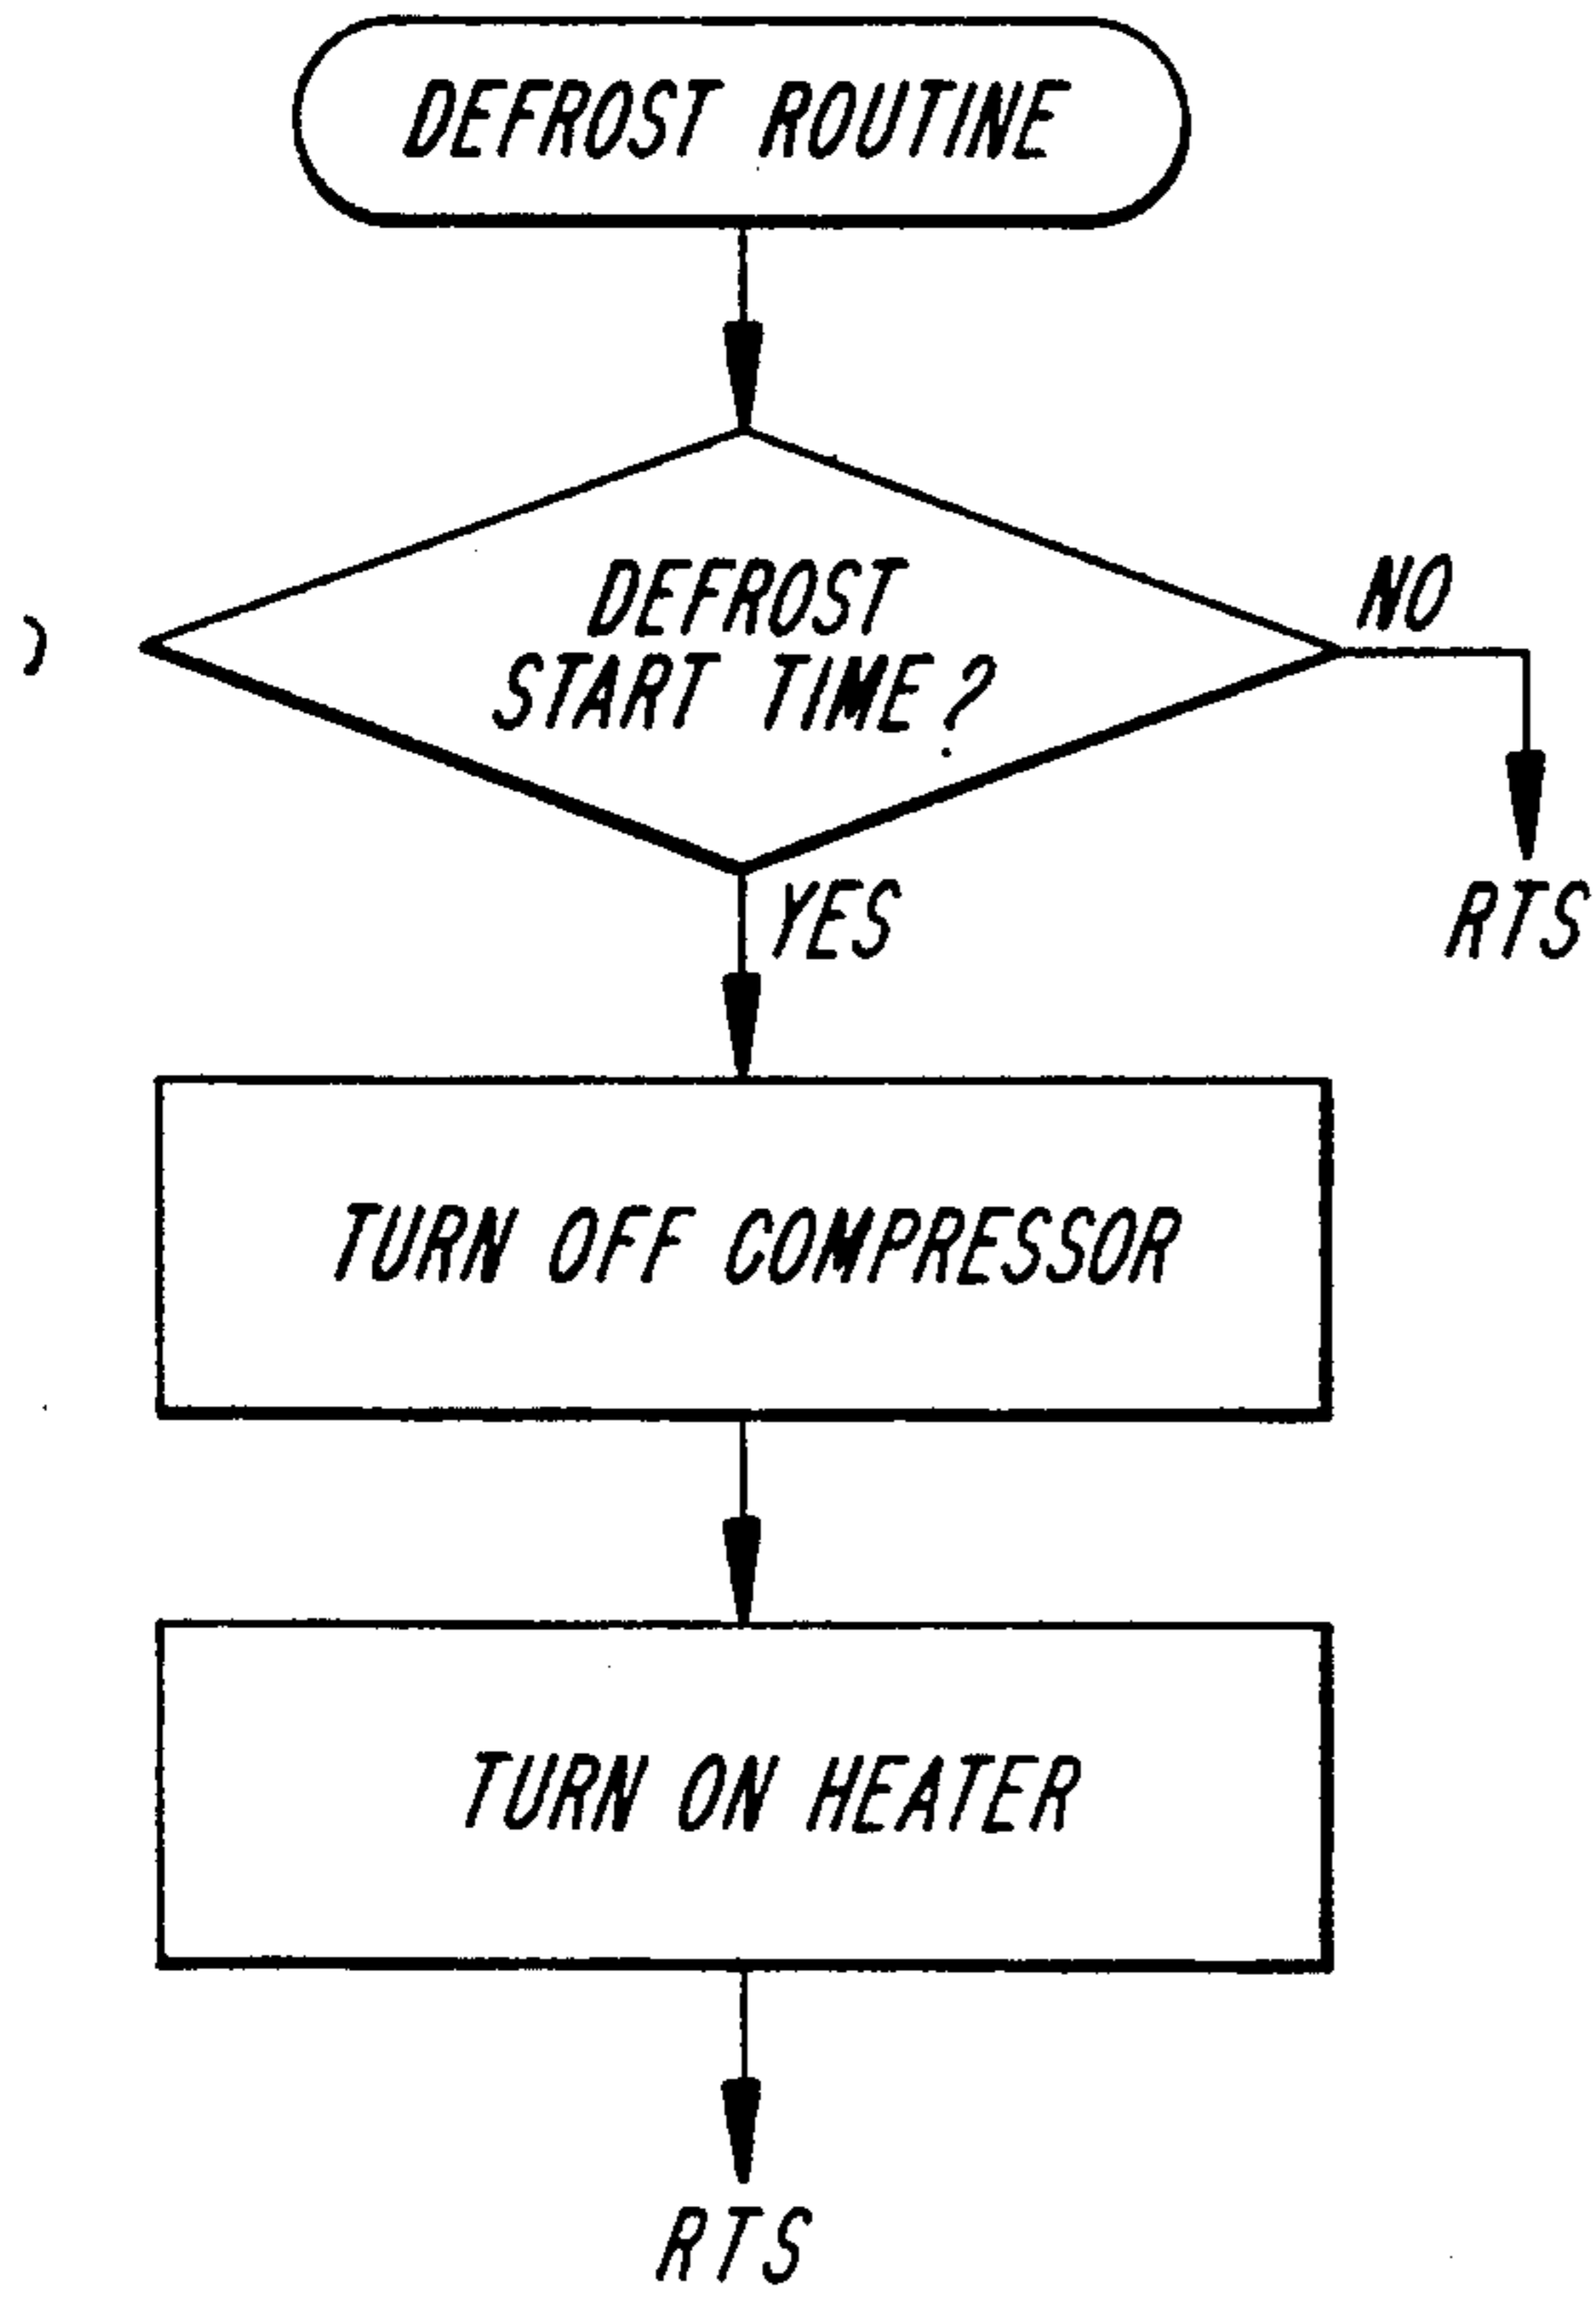 DEFROST ROUTINE
DEFROST
START TIME?
NO
RTS
YES
TURN OFF COMPRESSOR
TURN ON HEATER
RTS